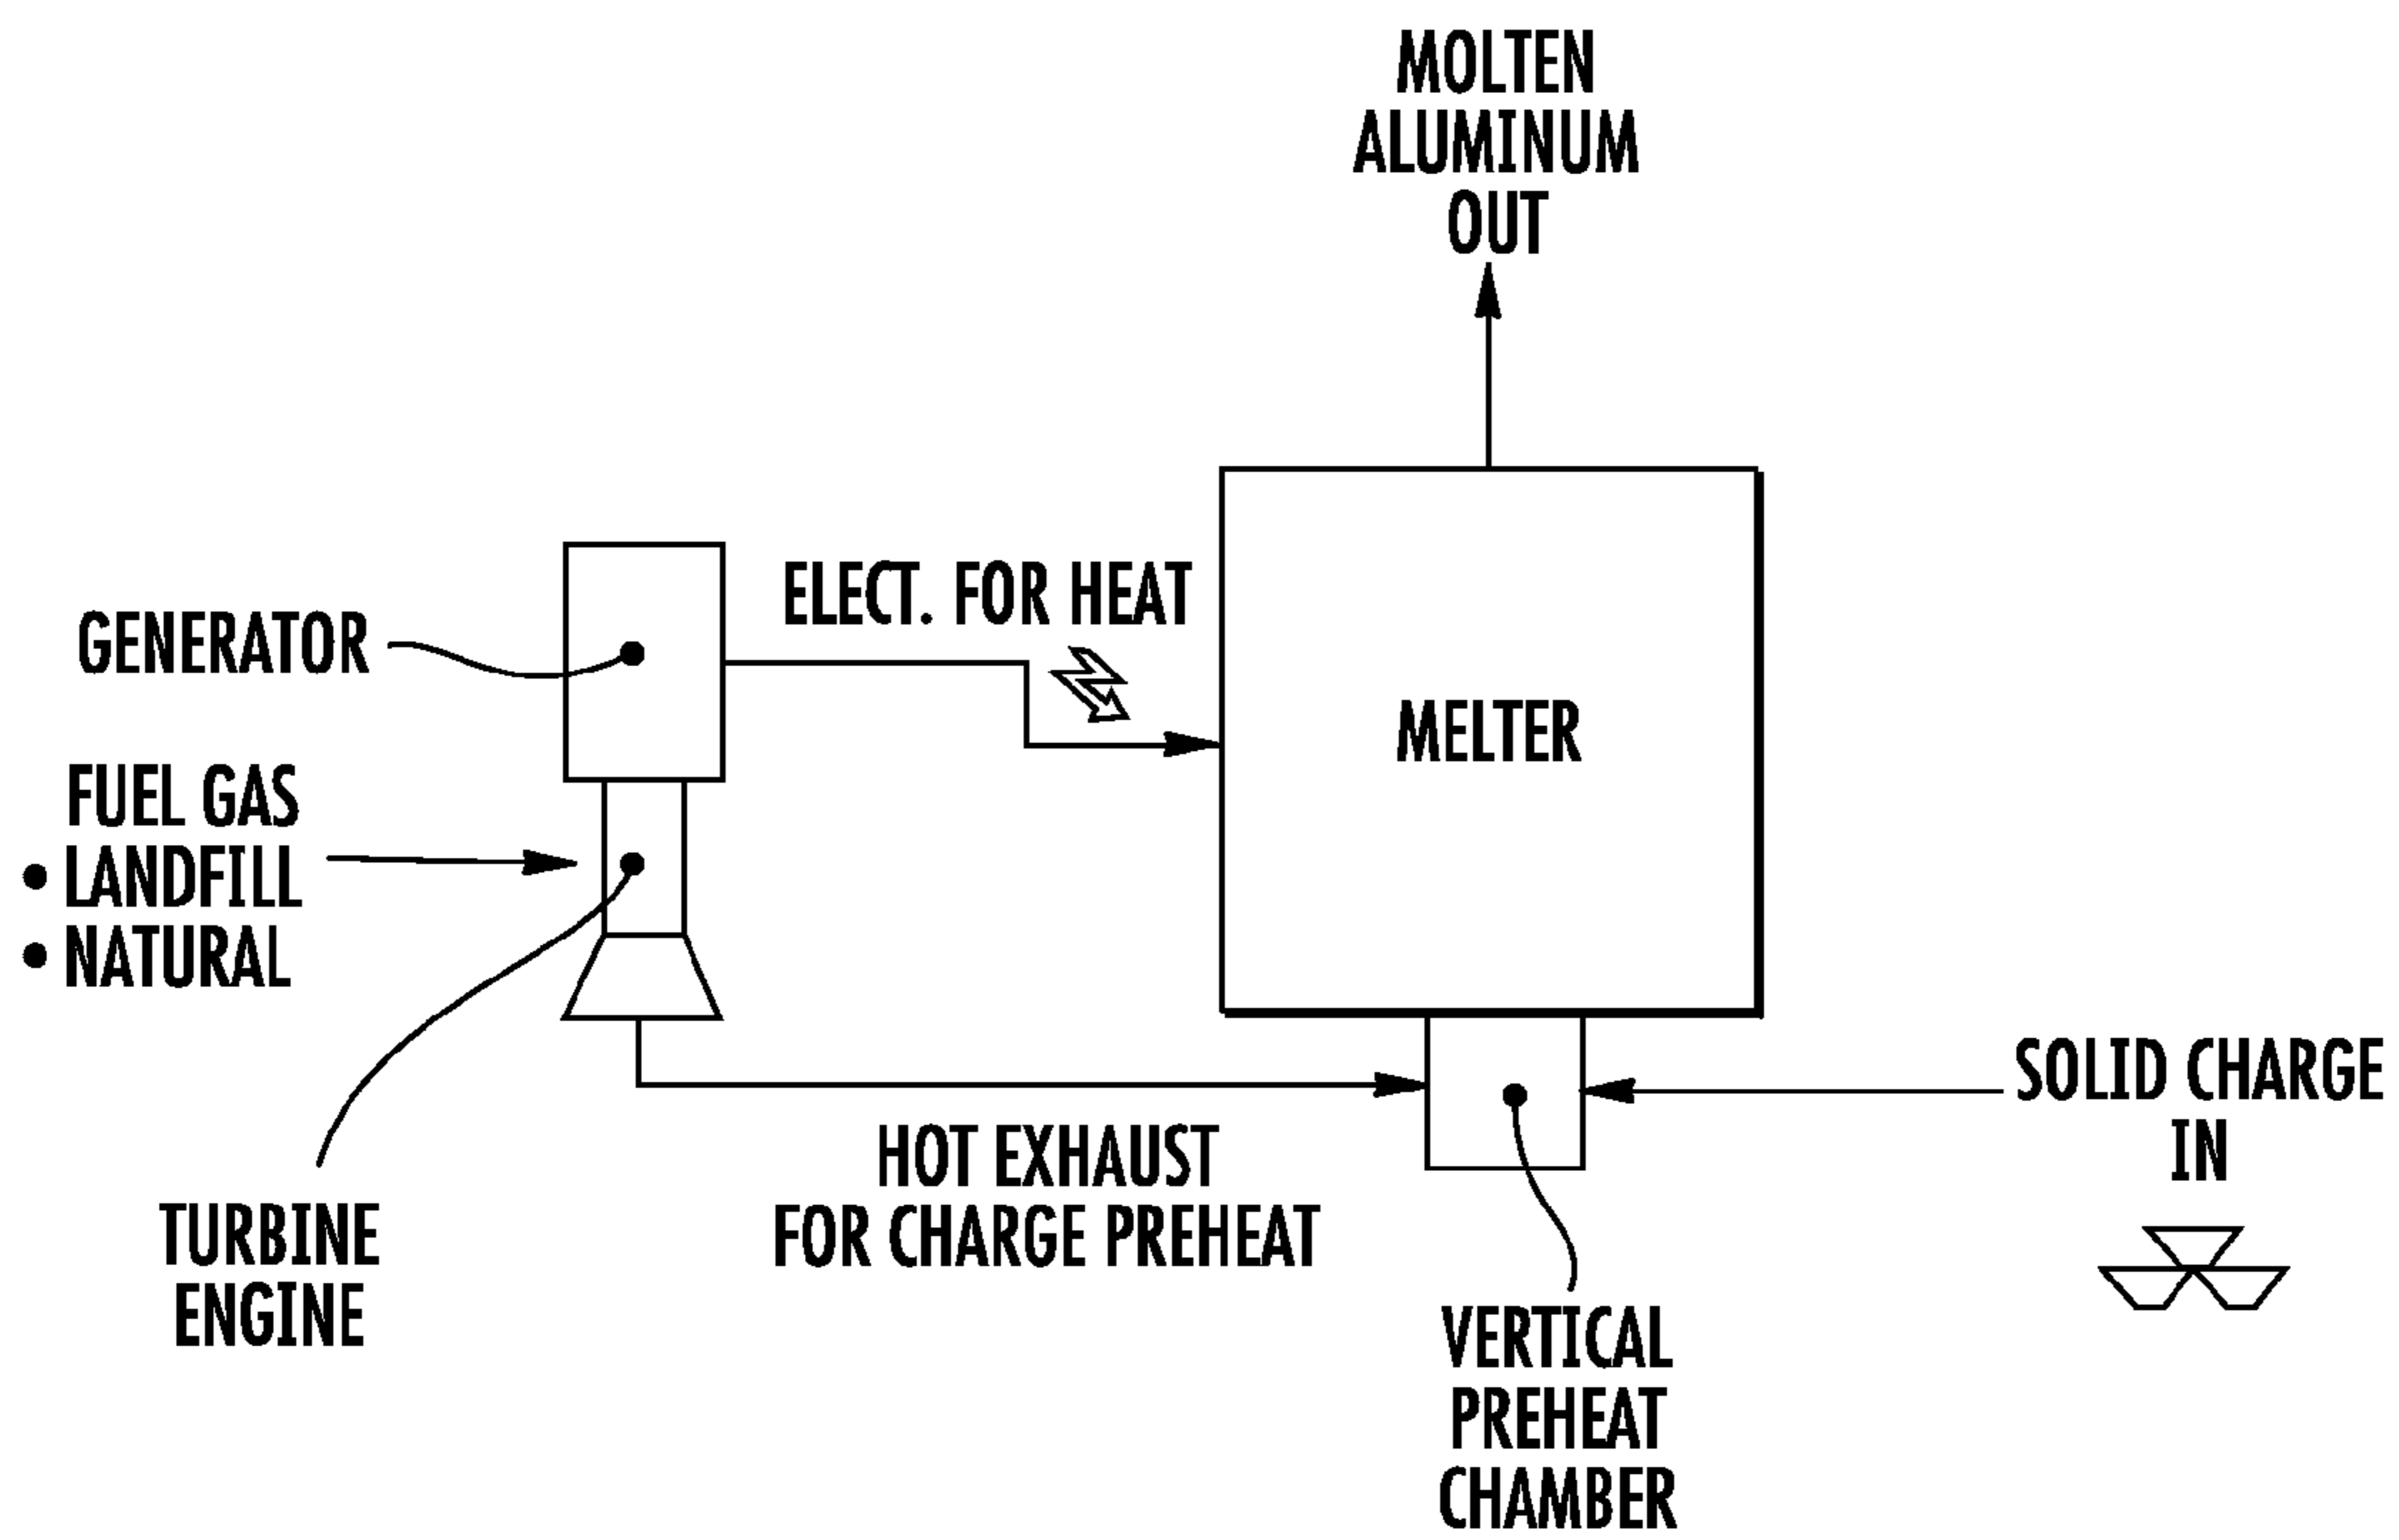 MOLTEN
ALUMINUM
OUT
ELECT. FOR HEAT
GENERATOR
MELTER
FUEL GAS
• LANDFILL
• NATURAL
SOLID CHARGE
IN
HOT EXHAUST
FOR CHARGE PREHEAT
TURBINE
ENGINE
VERTICAL
PREHEAT
CHAMBER